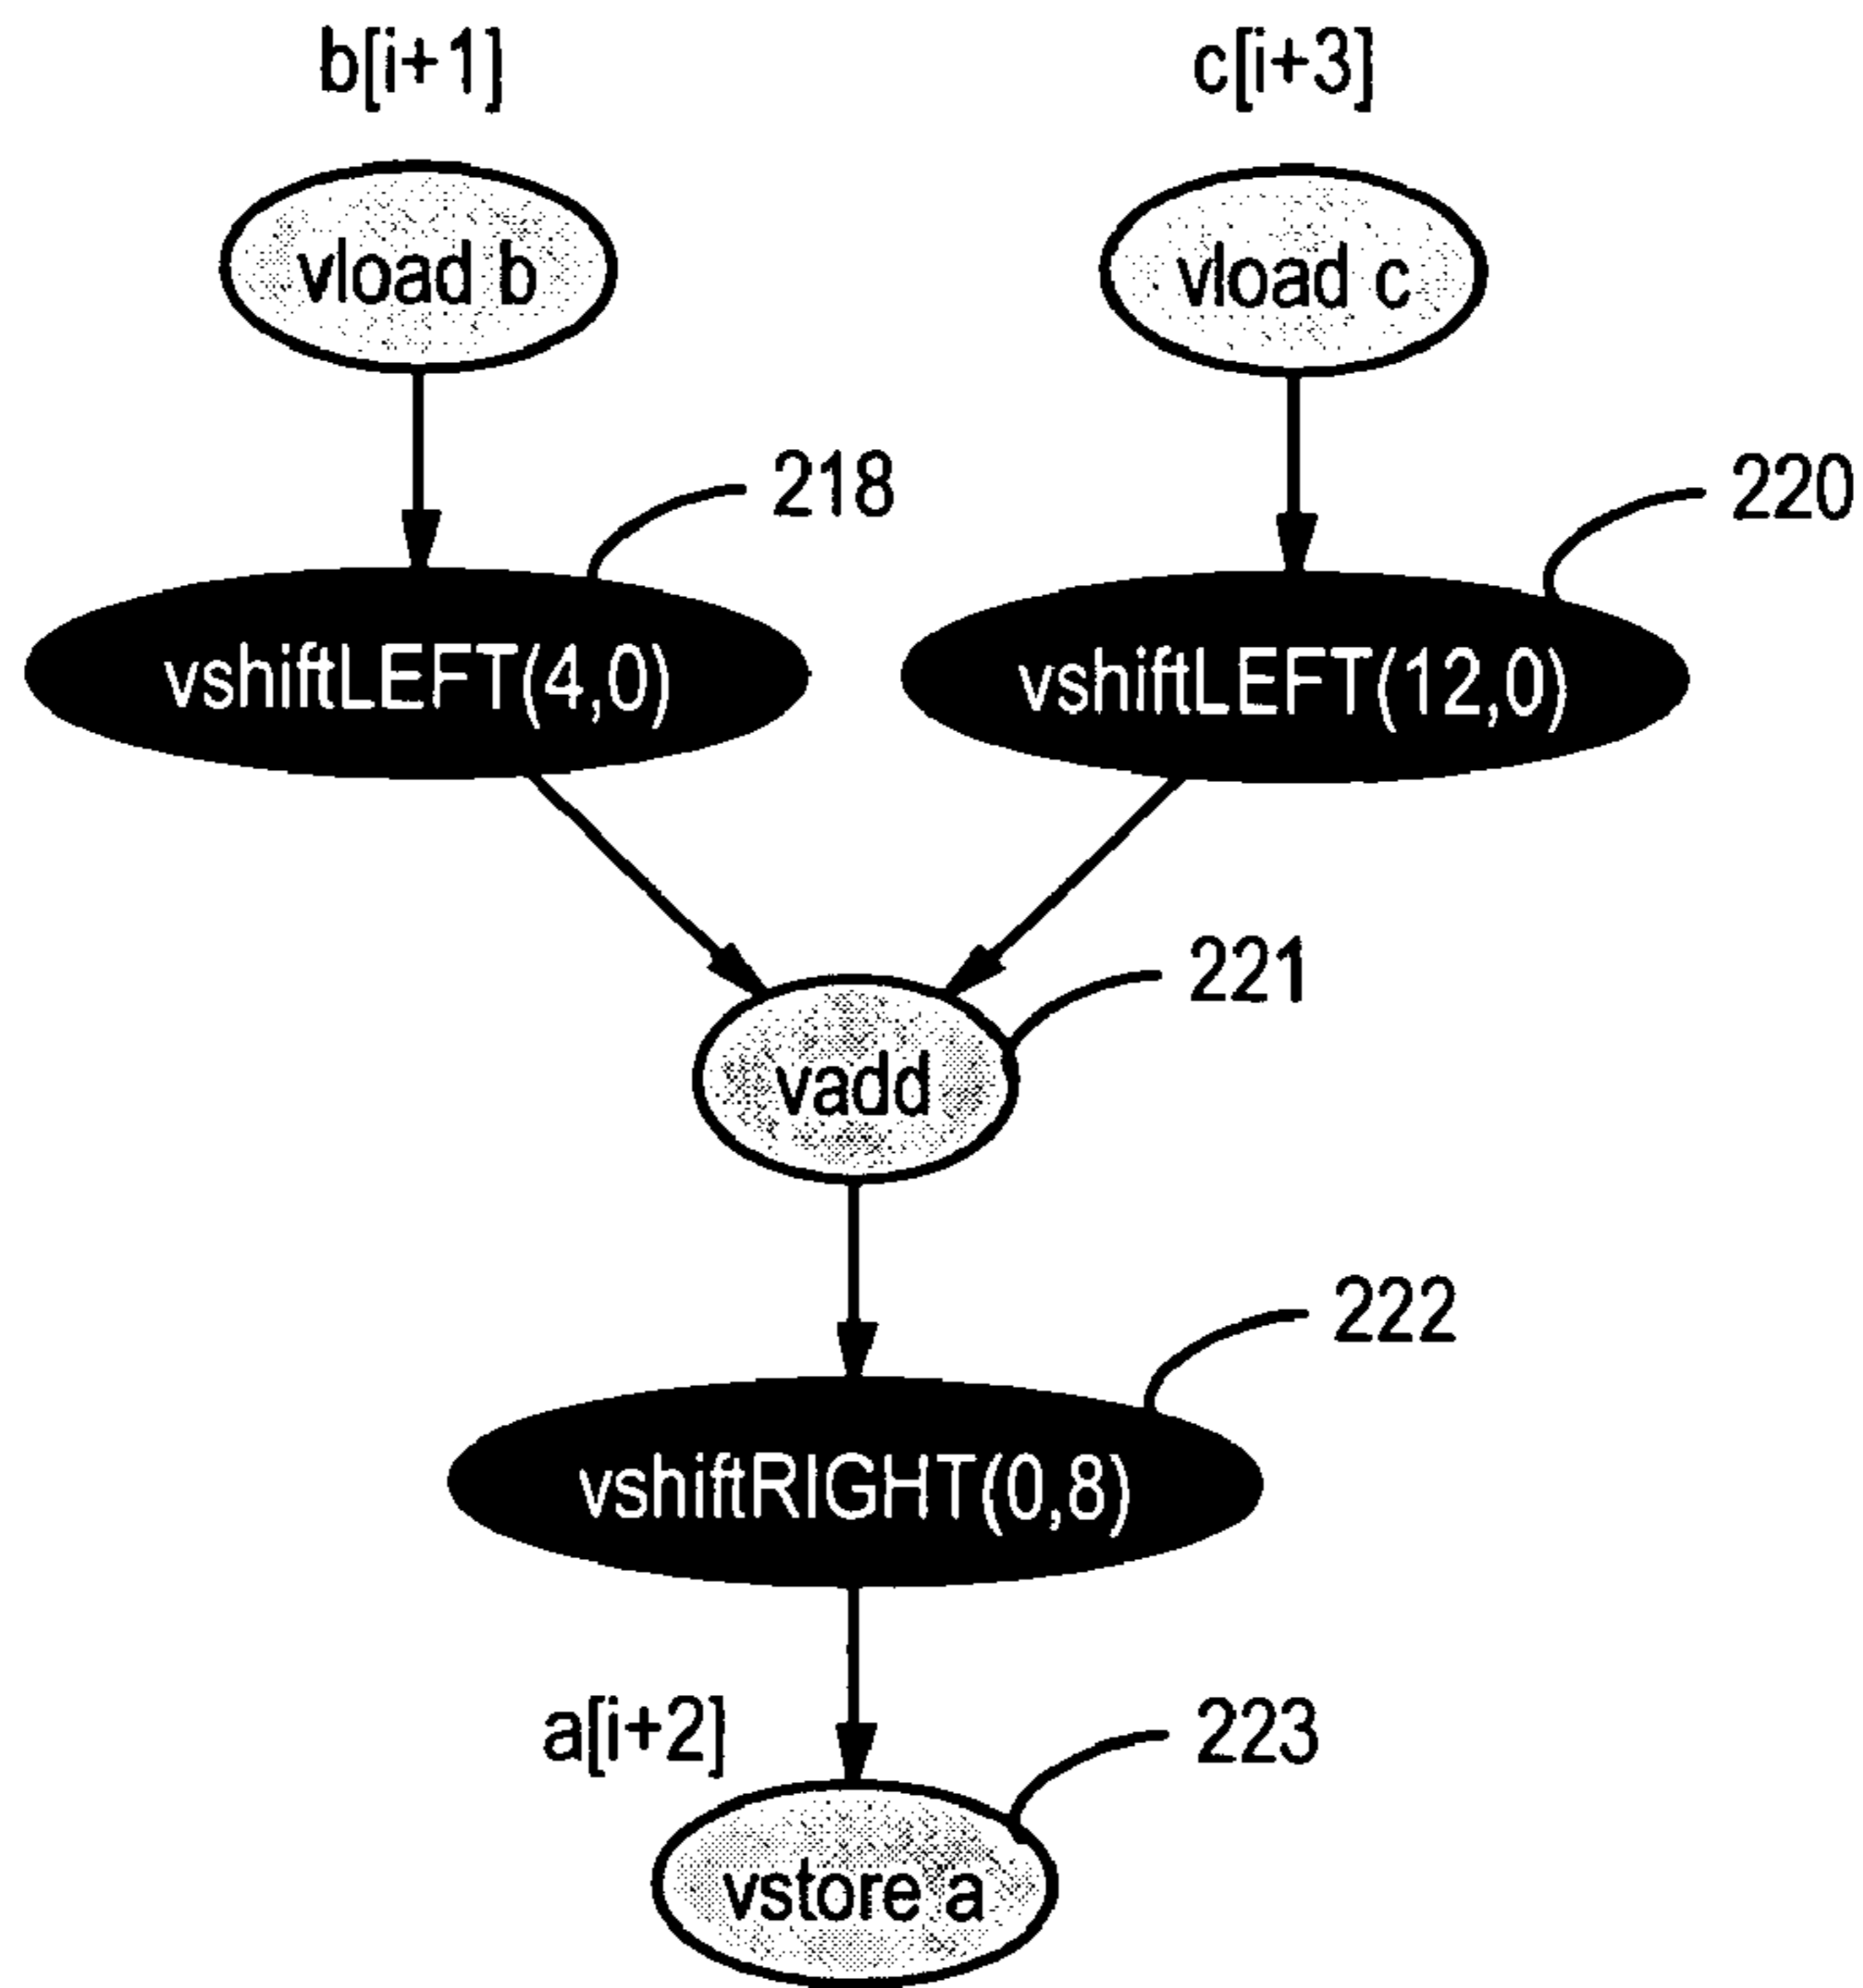 b[i+1]
c[i+3]
vload b
vload c
218
220
vshiftLEFT(4,0)
vshiftLEFT(12,0)
221
vadd
222
vshiftRIGHT(0,8)
a[i+2]
223
vstore a